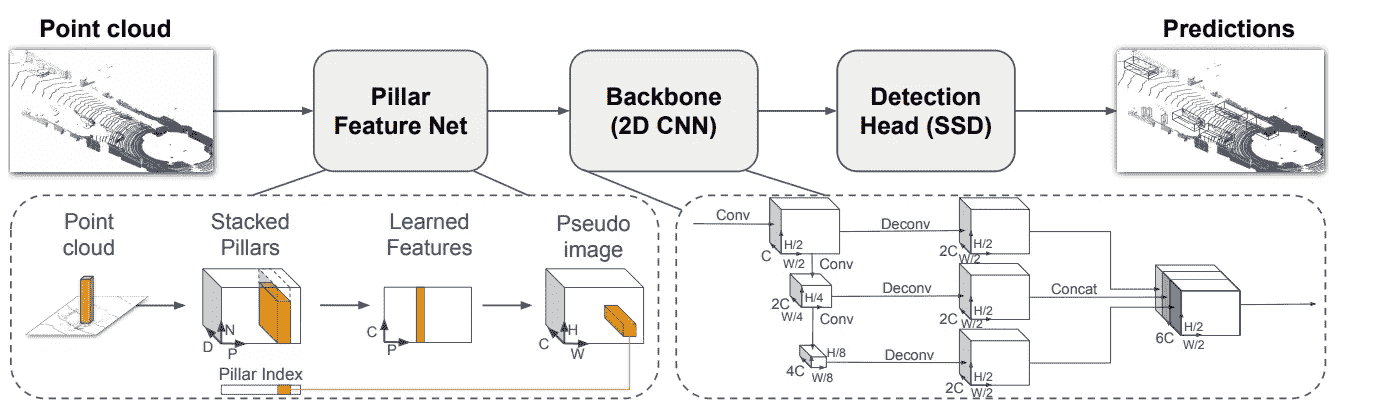 Point cloud
Pillar
Feature Net
Backbone
(2D CNN)
Detection
Head (SSD)
Predictions
Point
cloud
Stacked
Pillars
Learned
Features
Pseudo
image
N
D
P
C
P
H
C
W
Pillar Index
Conv
H/2
C
W/2
Conv
Deconv
H/2
2C
W/2
H/4
2C
W/4
Conv
Deconv
H/2
2C
W/2
Concat
H/8
4C
W/8
Deconv
H/2
2C
W/2
H/2
6C
W/2